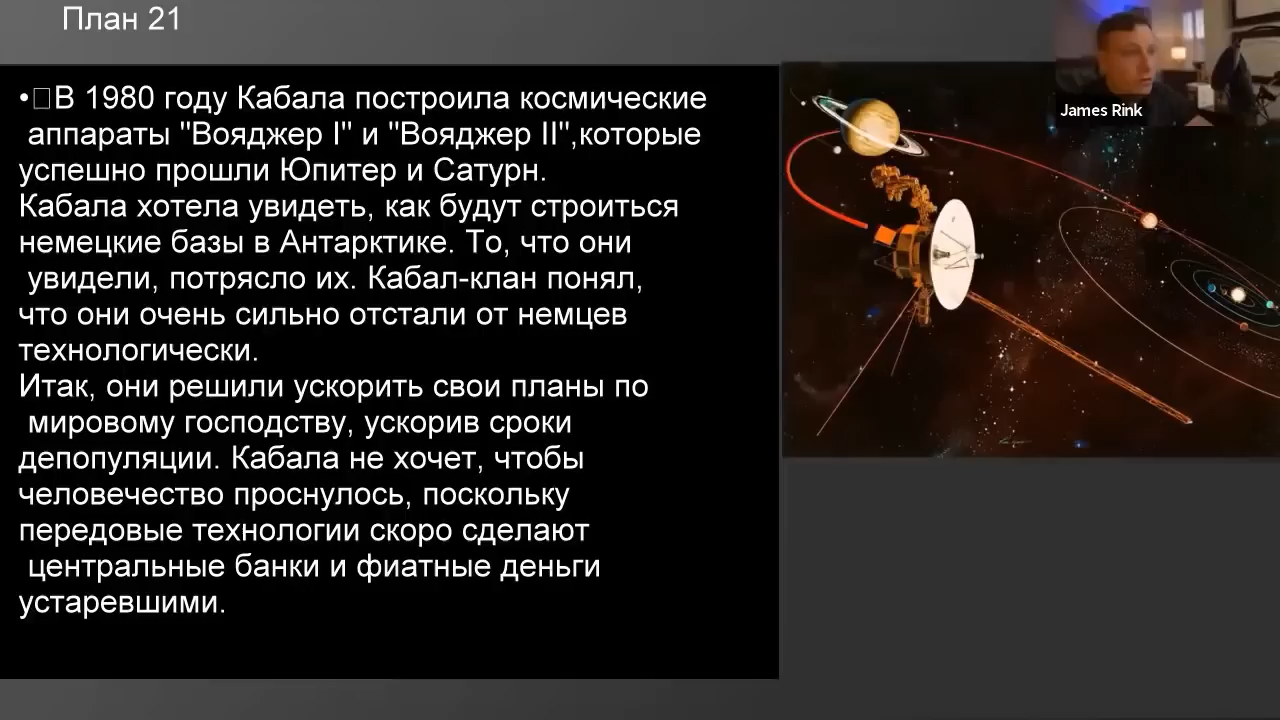 План 21
James Rink
•В 1980 году Кабала построила космические
аппараты "Вояджер I" и "Вояджер II",которые
успешно прошли Юпитер и Сатурн.
Кабала хотела увидеть, как будут строиться
немецкие базы в Антарктике. То, что они
увидели, потрясло их. Кабал-клан понял,
что они очень сильно отстали от немцев
технологически.
Итак, они решили ускорить свои планы по
мировому господству, ускорив сроки
депопуляции. Кабала не хочет, чтобы
человечество проснулось, поскольку
передовые технологии скоро сделают
центральные банки и фиатные деньги
устаревшими.